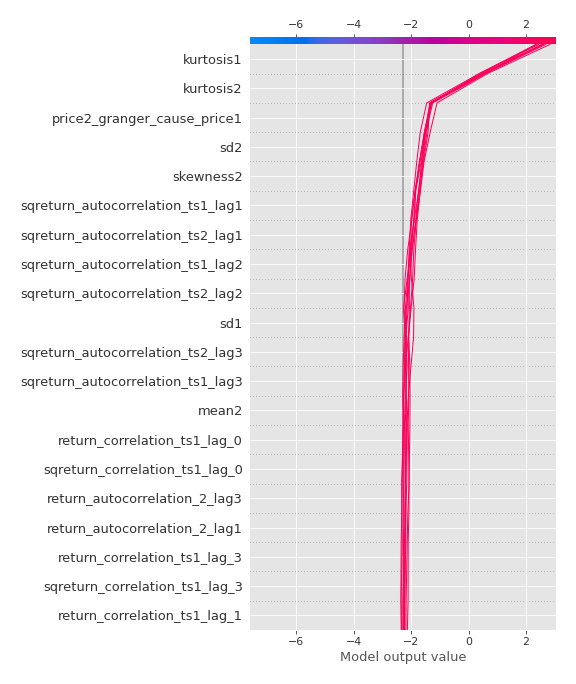 −6 −4 −2 0 2
kurtosis1
kurtosis2
price2_granger_cause_price1
sd2
skewness2
sqreturn_autocorrelation_ts1_lag1
sqreturn_autocorrelation_ts2_lag1
sqreturn_autocorrelation_ts1_lag2
sqreturn_autocorrelation_ts2_lag2
sd1
sqreturn_autocorrelation_ts2_lag3
sqreturn_autocorrelation_ts1_lag3
mean2
return_correlation_ts1_lag_0
sqreturn_correlation_ts1_lag_0
return_autocorrelation_2_lag3
return_autocorrelation_2_lag1
return_correlation_ts1_lag_3
sqreturn_correlation_ts1_lag_3
return_correlation_ts1_lag_1
−6 −4 −2 0 2
Model output value